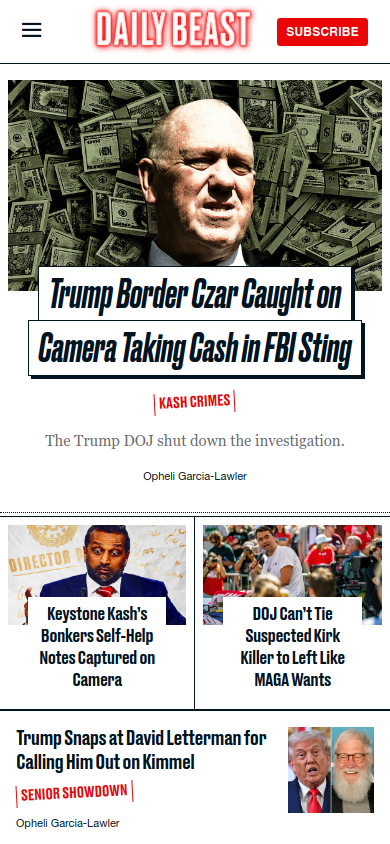 DAILY BEAST
SUBSCRIBE
Trump Border Czar Caught on
Camera Taking Cash in FBI Sting
KASH CRIMES
The Trump DOJ shut down the investigation.
Opheli Garcia-Lawler
DIRECTOR
Keystone Kash's
Bonkers Self-Help
Notes Captured on
Camera
DOJ Can't Tie
Suspected Kirk
Killer to Left Like
MAGA Wants
Trump Snaps at David Letterman for
Calling Him Out on Kimmel
SENIOR SHOWDOWN
Opheli Garcia-Lawler